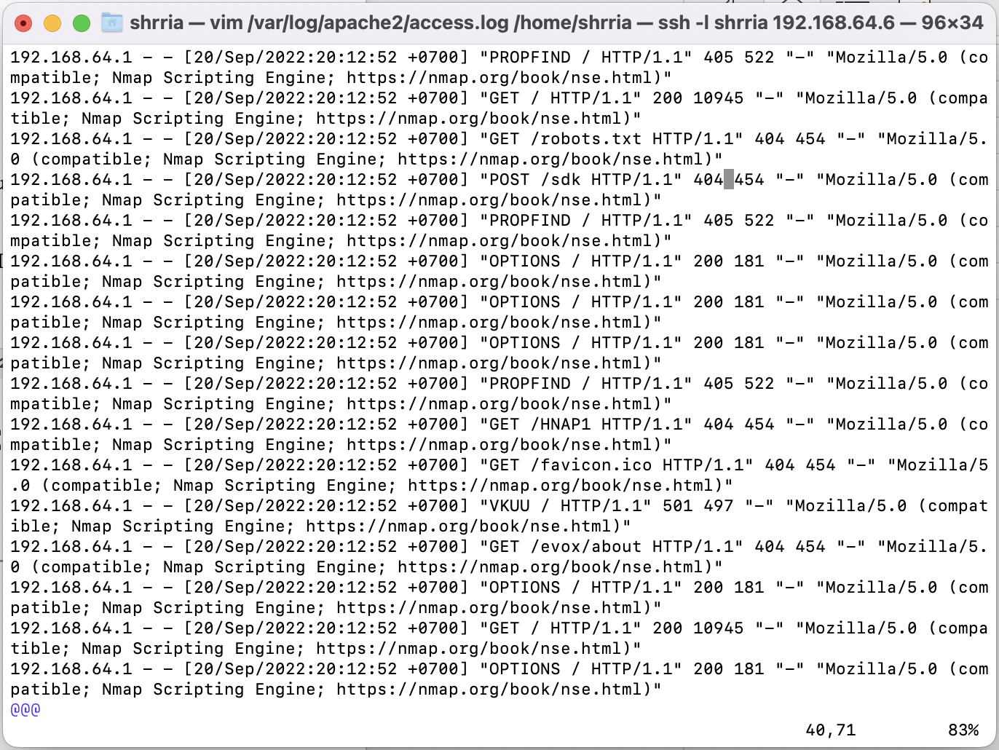 shrria — vim /var/log/apache2/access.log /home/shrria — ssh -l shrria 192.168.64.6 — 96×34
192.168.64.1 - - [20/Sep/2022:20:12:52 +0700] "PROPFIND / HTTP/1.1" 405 522 "-" "Mozilla/5.0 (co
mpatible; Nmap Scripting Engine; https://nmap.org/book/nse.html)"
192.168.64.1 - - [20/Sep/2022:20:12:52 +0700] "GET / HTTP/1.1" 200 10945 "-" "Mozilla/5.0 (compa
tible; Nmap Scripting Engine; https://nmap.org/book/nse.html)"
192.168.64.1 - - [20/Sep/2022:20:12:52 +0700] "GET /robots.txt HTTP/1.1" 404 454 "-" "Mozilla/5.
0 (compatible; Nmap Scripting Engine; https://nmap.org/book/nse.html)"
192.168.64.1 - - [20/Sep/2022:20:12:52 +0700] "POST /sdk HTTP/1.1" 404 454 "-" "Mozilla/5.0 (com
patible; Nmap Scripting Engine; https://nmap.org/book/nse.html)"
192.168.64.1 - - [20/Sep/2022:20:12:52 +0700] "PROPFIND / HTTP/1.1" 405 522 "-" "Mozilla/5.0 (co
mpatible; Nmap Scripting Engine; https://nmap.org/book/nse.html)"
192.168.64.1 - - [20/Sep/2022:20:12:52 +0700] "OPTIONS / HTTP/1.1" 200 181 "-" "Mozilla/5.0 (com
patible; Nmap Scripting Engine; https://nmap.org/book/nse.html)"
192.168.64.1 - - [20/Sep/2022:20:12:52 +0700] "OPTIONS / HTTP/1.1" 200 181 "-" "Mozilla/5.0 (com
patible; Nmap Scripting Engine; https://nmap.org/book/nse.html)"
192.168.64.1 - - [20/Sep/2022:20:12:52 +0700] "OPTIONS / HTTP/1.1" 200 181 "-" "Mozilla/5.0 (com
patible; Nmap Scripting Engine; https://nmap.org/book/nse.html)"
192.168.64.1 - - [20/Sep/2022:20:12:52 +0700] "PROPFIND / HTTP/1.1" 405 522 "-" "Mozilla/5.0 (co
mpatible; Nmap Scripting Engine; https://nmap.org/book/nse.html)"
192.168.64.1 - - [20/Sep/2022:20:12:52 +0700] "GET /HNAP1 HTTP/1.1" 404 454 "-" "Mozilla/5.0 (co
mpatible; Nmap Scripting Engine; https://nmap.org/book/nse.html)"
192.168.64.1 - - [20/Sep/2022:20:12:52 +0700] "GET /favicon.ico HTTP/1.1" 404 454 "-" "Mozilla/5
.0 (compatible; Nmap Scripting Engine; https://nmap.org/book/nse.html)"
192.168.64.1 - - [20/Sep/2022:20:12:52 +0700] "VKUU / HTTP/1.1" 501 497 "-" "Mozilla/5.0 (compat
ible; Nmap Scripting Engine; https://nmap.org/book/nse.html)"
192.168.64.1 - - [20/Sep/2022:20:12:52 +0700] "GET /evox/about HTTP/1.1" 404 454 "-" "Mozilla/5.
0 (compatible; Nmap Scripting Engine; https://nmap.org/book/nse.html)"
192.168.64.1 - - [20/Sep/2022:20:12:52 +0700] "OPTIONS / HTTP/1.1" 200 181 "-" "Mozilla/5.0 (com
patible; Nmap Scripting Engine; https://nmap.org/book/nse.html)"
192.168.64.1 - - [20/Sep/2022:20:12:52 +0700] "GET / HTTP/1.1" 200 10945 "-" "Mozilla/5.0 (compa
tible; Nmap Scripting Engine; https://nmap.org/book/nse.html)"
192.168.64.1 - - [20/Sep/2022:20:12:52 +0700] "OPTIONS / HTTP/1.1" 200 181 "-" "Mozilla/5.0 (com
patible; Nmap Scripting Engine; https://nmap.org/book/nse.html)"
@@@
40,71 83%